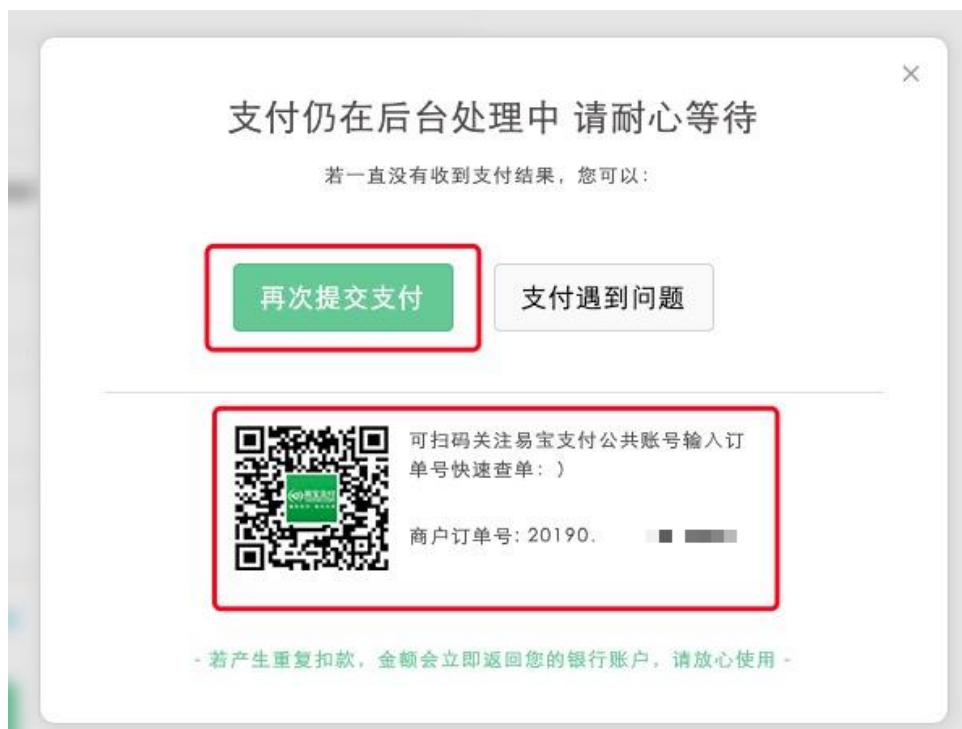 支付仍在后台处理中 请耐心等待
若一直没有收到支付结果，您可以：
再次提交支付
支付遇到问题
可扫码关注易宝支付公共账号输入订
单号快速查单：）
商户订单号: 20190.
- 若产生重复扣款，金额会立即返回您的银行账户，请放心使用 -